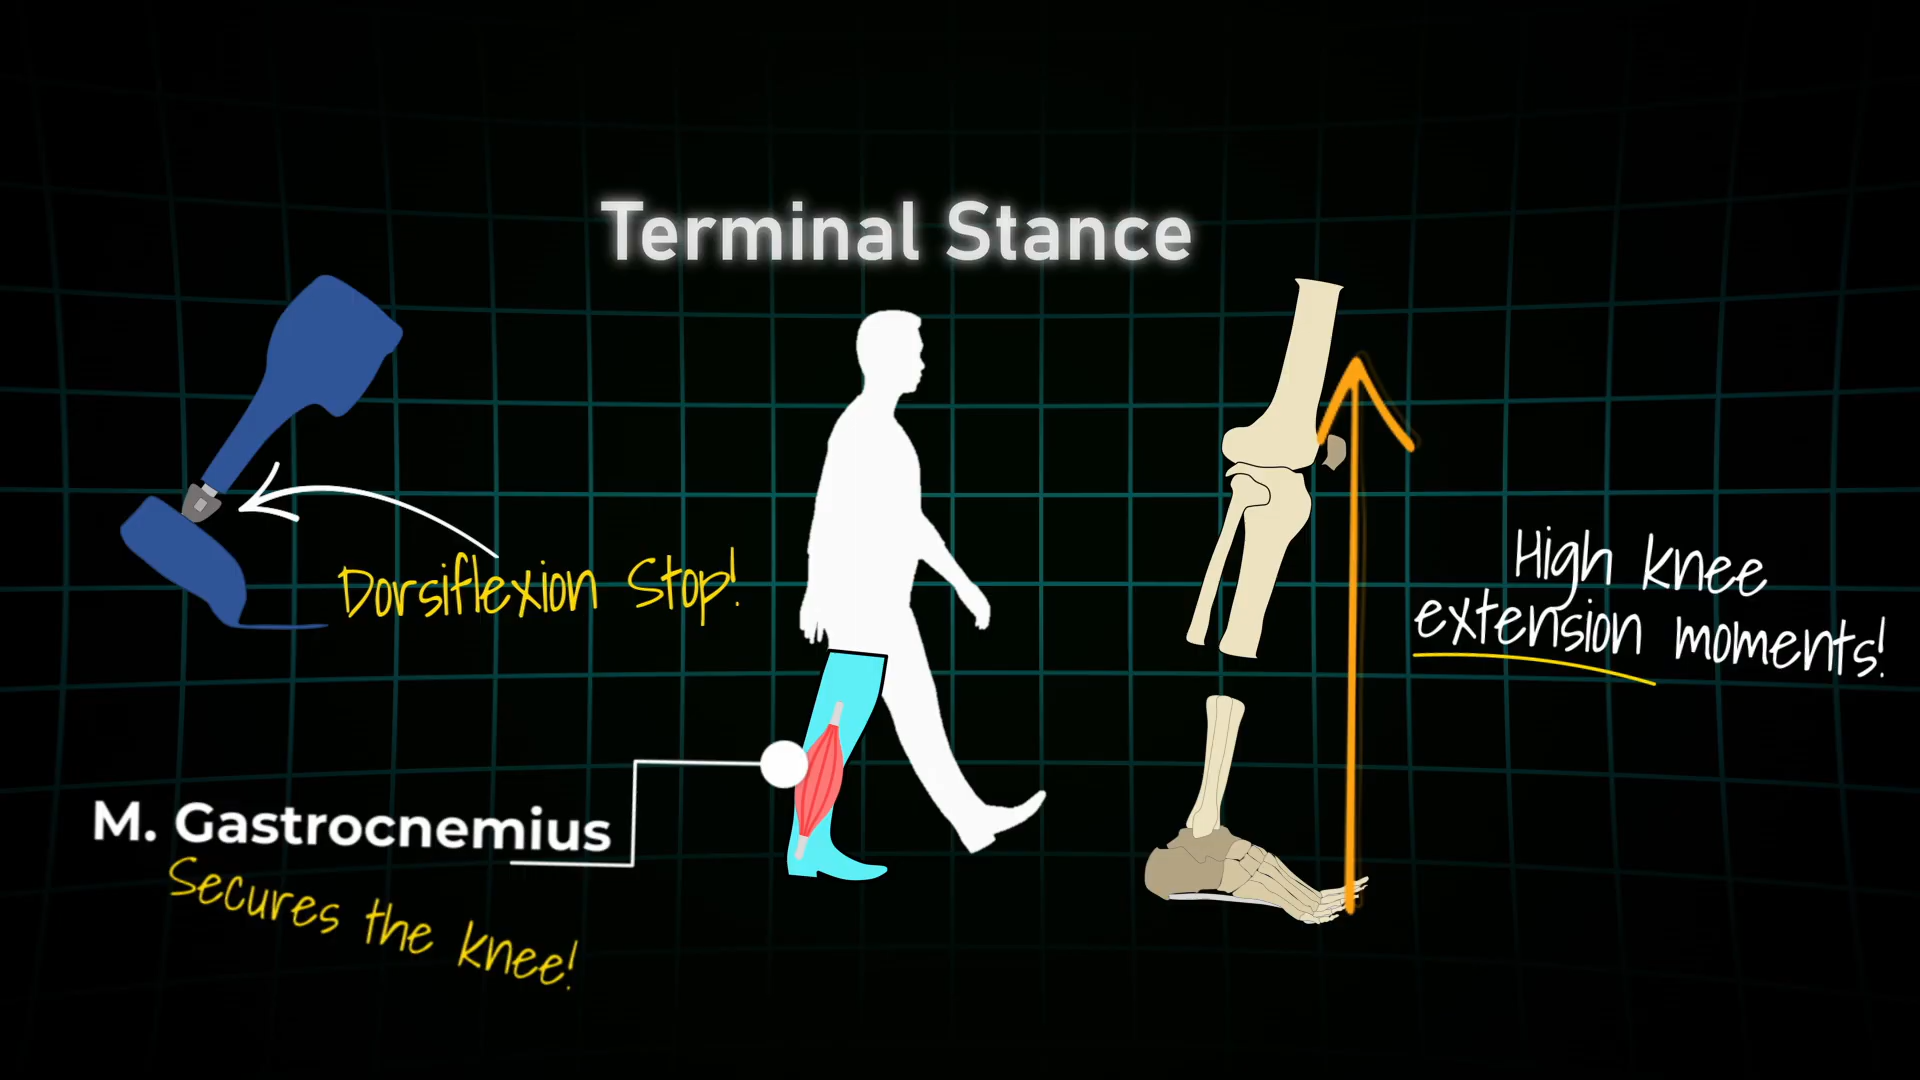 Terminal Stance
Dorsiflexion Stop!
High knee
extension moments!
M. Gastrocnemius
Secures the knee!